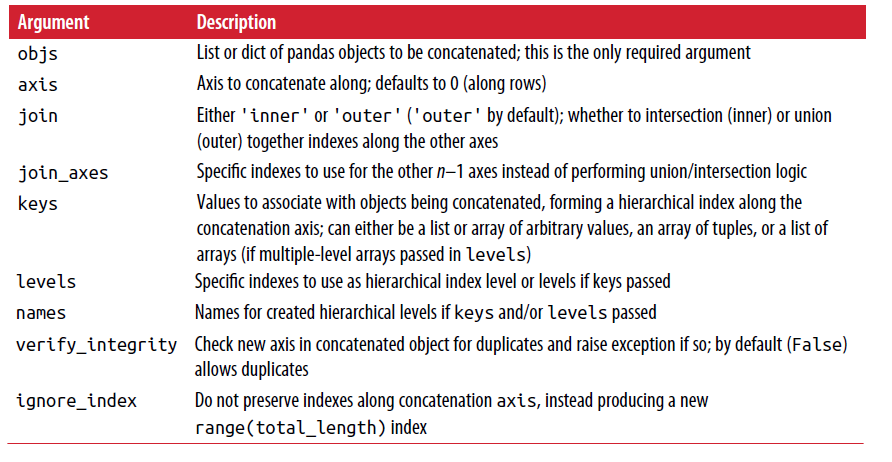 Argument Description
objs List or dict of pandas objects to be concatenated; this is the only required argument
axis Axis to concatenate along; defaults to 0 (along rows)
join Either 'inner' or 'outer' ('outer' by default); whether to intersection (inner) or union
(outer) together indexes along the other axes
join_axes Specific indexes to use for the other n–1 axes instead of performing union/intersection logic
keys Values to associate with objects being concatenated, forming a hierarchical index along the
concatenation axis; can either be a list or array of arbitrary values, an array of tuples, or a list of
arrays (if multiple-level arrays passed in levels)
levels Specific indexes to use as hierarchical index level or levels if keys passed
names Names for created hierarchical levels if keys and/or levels passed
verify_integrity Check new axis in concatenated object for duplicates and raise exception if so; by default (False)
allows duplicates
ignore_index Do not preserve indexes along concatenation axis, instead producing a new
range(total_length) index